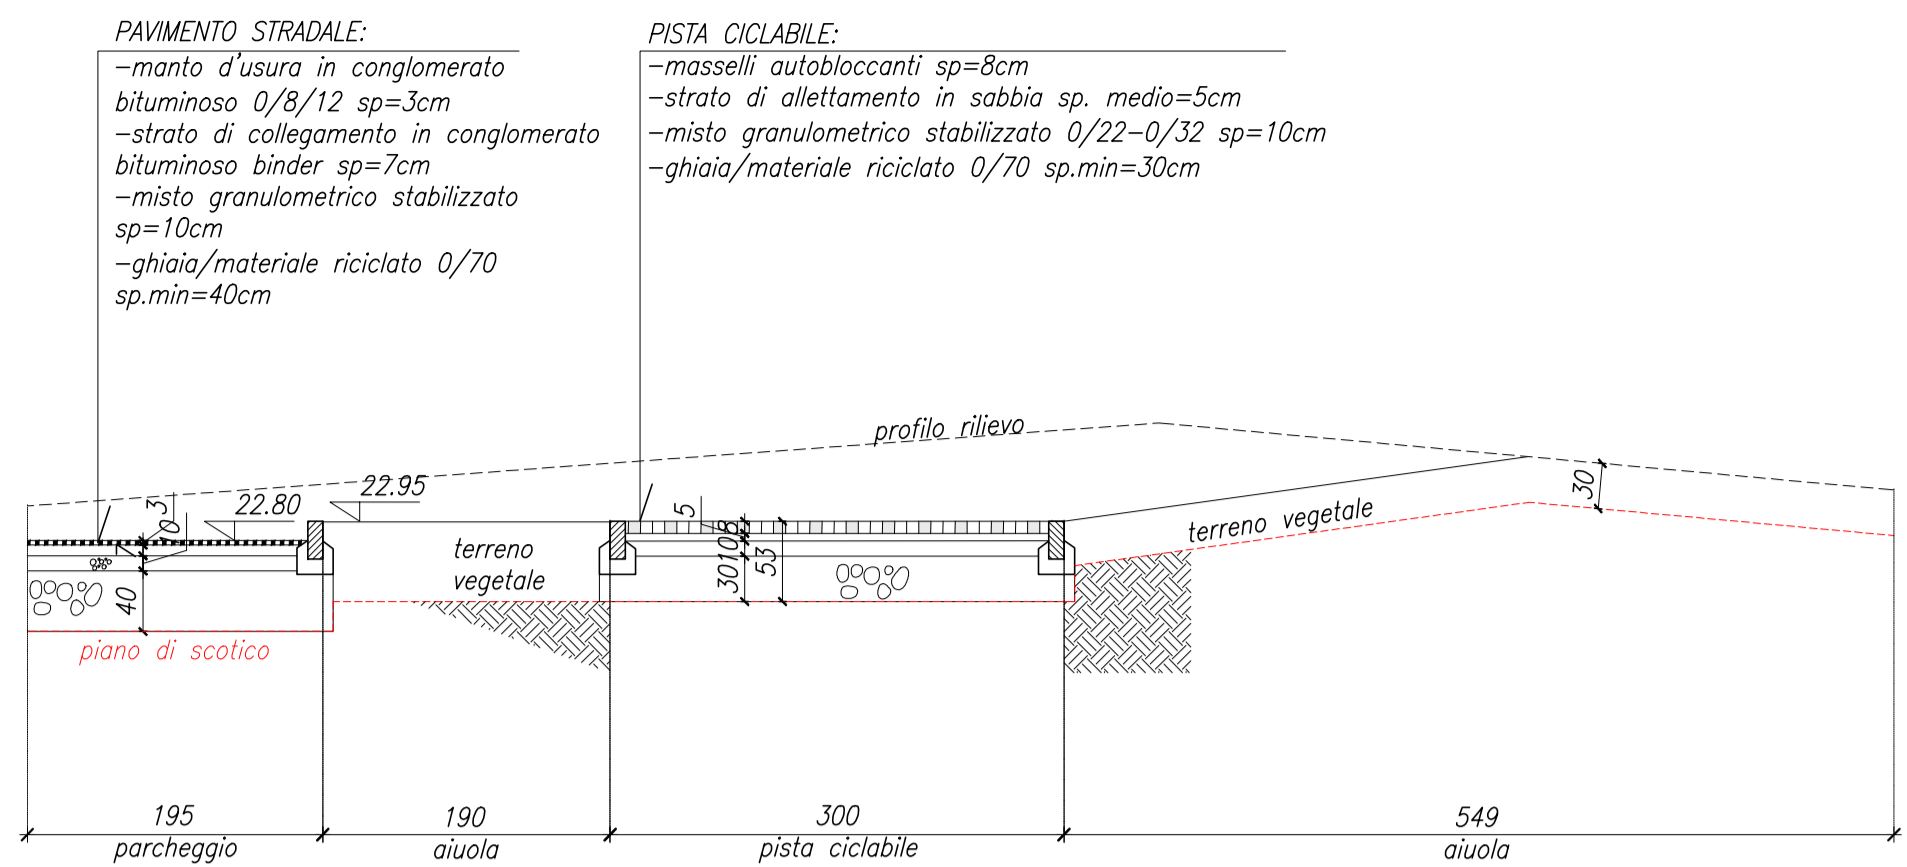 PAVIMENTO STRADALE:
-manto d'usura in conglomerato
bituminoso 0/8/12 sp=3cm
-strato di collegamento in conglomerato
bituminoso binder sp=7cm
-misto granulometrico stabilizzato
sp=10cm
-ghiaia/materiale riciclato 0/70
sp.min=40cm
PISTA CICLABILE:
-masselli autobloccanti sp=8cm
-strato di allettamento in sabbia sp. medio=5cm
-misto granulometrico stabilizzato 0/22-0/32 sp=10cm
-ghiaia/materiale riciclato 0/70 sp.min=30cm
profilo rilievo
22.95
22.80
3
10
7
40
5
8
10
30
53
30
terreno
vegetale
terreno vegetale
piano di scotico
195
parcheggio
190
aiuola
300
pista ciclabile
549
aiuola